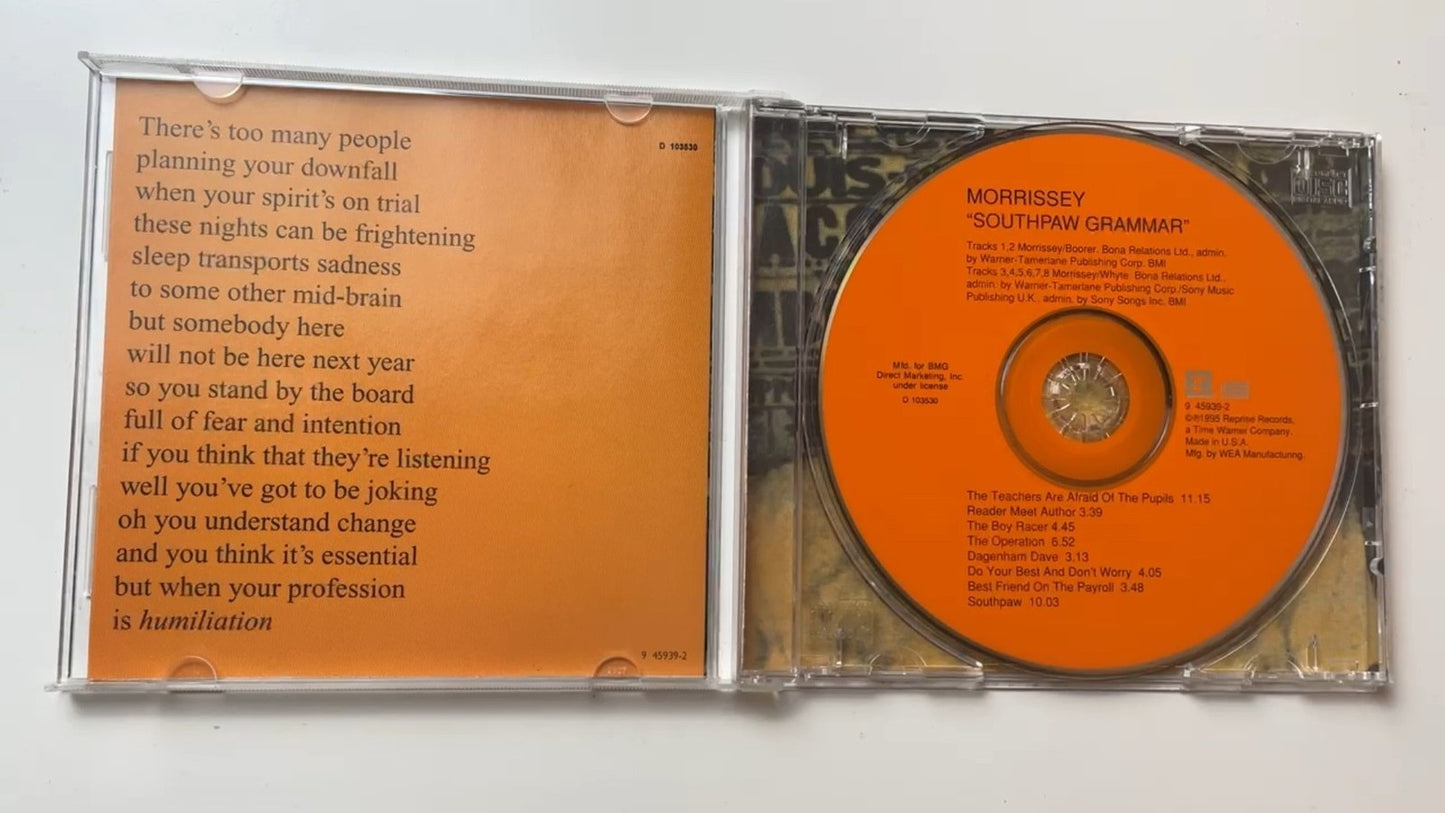 There's too many people
planning your downfall
when your spirit's on trial
these nights can be frightening
sleep transports sadness
to some other mid-brain
but somebody here
will not be here next year
so you stand by the board
full of fear and intention
if you think that they're listening
well you've got to be joking
oh you understand change
and you think it's essential
but when your profession
is humiliation
D 103530
9 45939-2
DISC
MORRISSEY
"SOUTHPAW GRAMMAR"
Tracks 1,2 Morrissey/Boorer. Bona Relations Ltd., admin.
by Warner-Tamerlane Publishing Corp. BMI
Tracks 3,4,5,6,7,8 Morrissey/Whyte. Bona Relations Ltd.,
admin. by Warner-Tamerlane Publishing Corp./Sony Music
Publishing U.K., admin. by Sony Songs Inc. BMI
Mfd. for BMG
Direct Marketing, Inc.
under license
D 103530
9 45939-2
©℗1995 Reprise Records,
a Time Warner Company.
Made in U.S.A.
Mfg. by WEA Manufacturing.
The Teachers Are Afraid Of The Pupils 11.15
Reader Meet Author 3.39
The Boy Racer 4.45
The Operation 6.52
Dagenham Dave 3.13
Do Your Best And Don't Worry 4.05
Best Friend On The Payroll 3.48
Southpaw 10.03